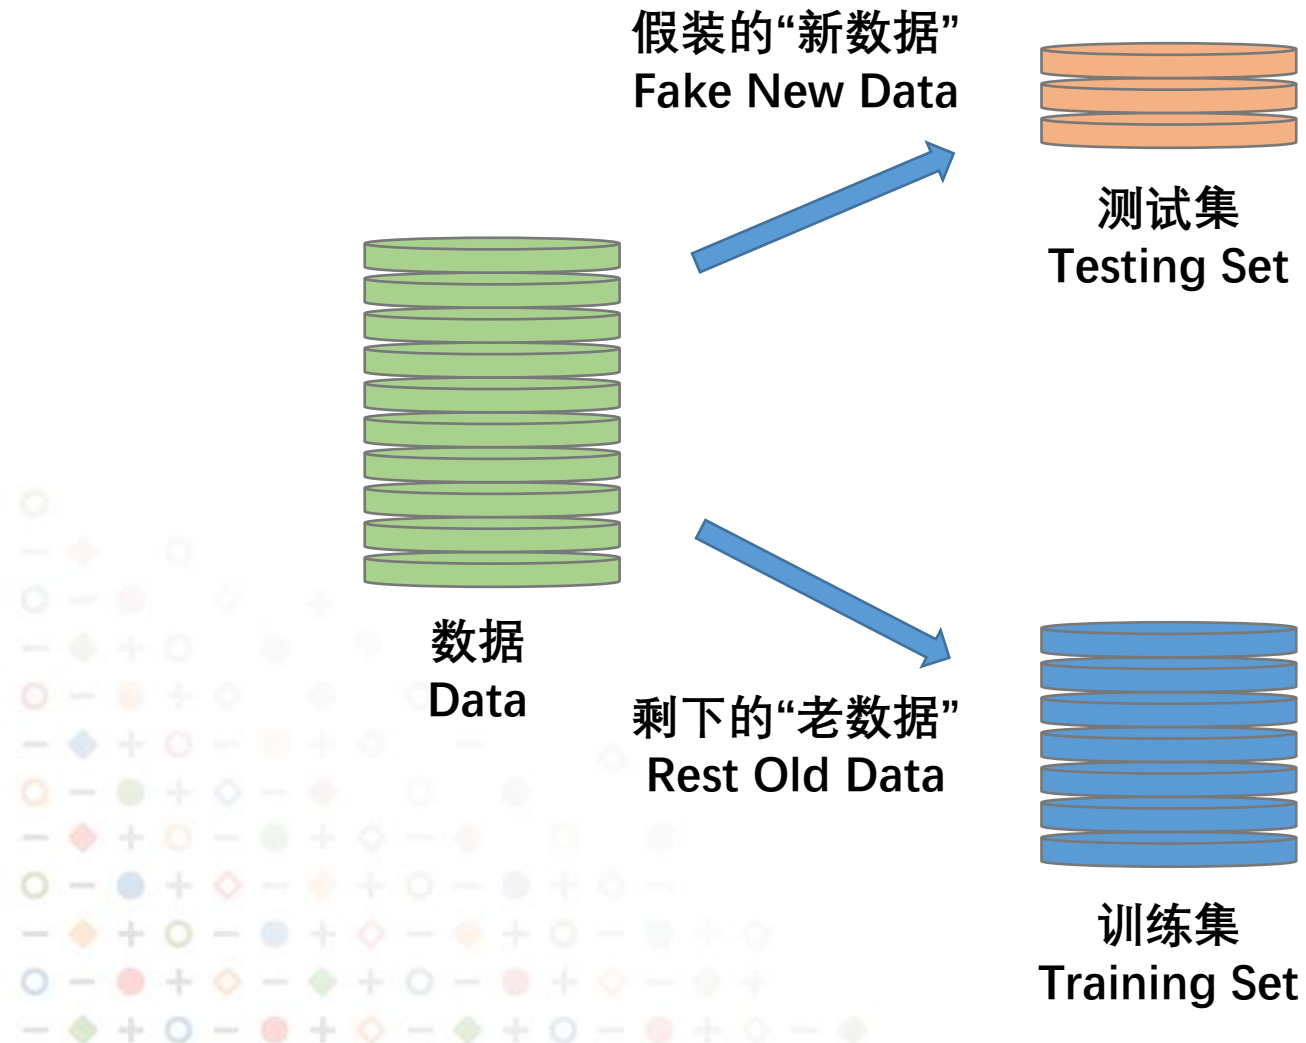 假装的“新数据”
Fake New Data
测试集
Testing Set
数据
Data
剩下的“老数据”
Rest Old Data
训练集
Training Set